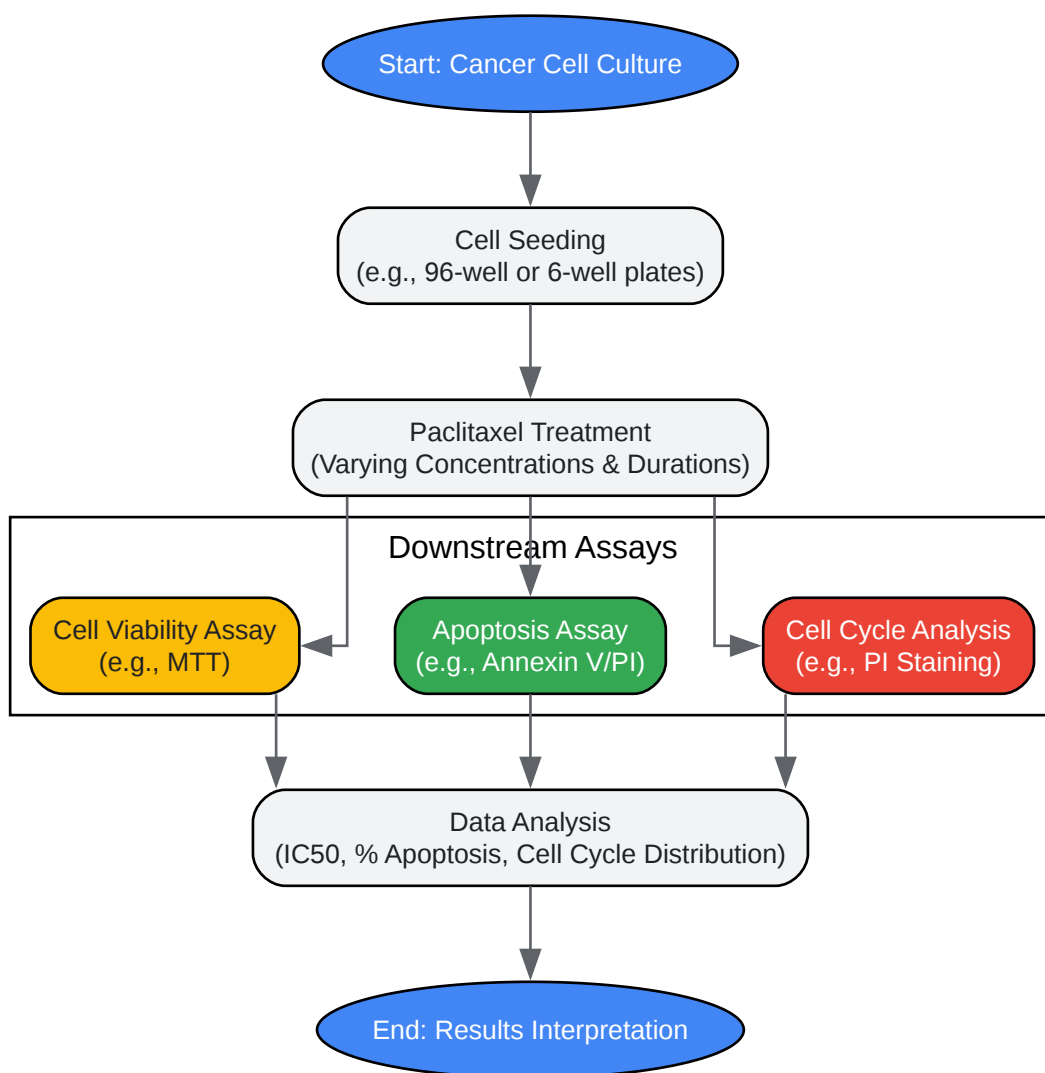 Start: Cancer Cell Culture
Cell Seeding
(e.g., 96-well or 6-well plates)
Paclitaxel Treatment
(Varying Concentrations & Durations)
Downstream Assays
Cell Viability Assay
(e.g., MTT)
Apoptosis Assay
(e.g., Annexin V/PI)
Cell Cycle Analysis
(e.g., PI Staining)
Data Analysis
(IC50, % Apoptosis, Cell Cycle Distribution)
End: Results Interpretation